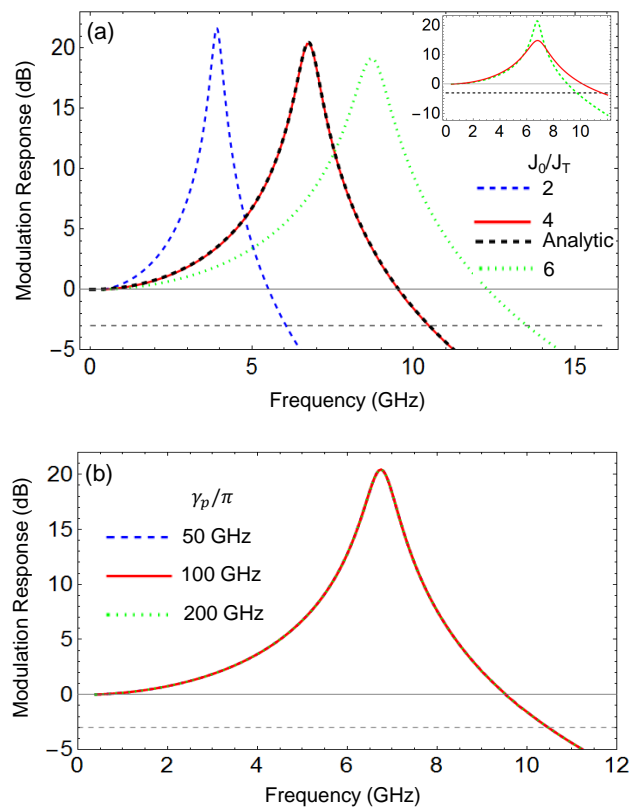 (a)
Modulation Response (dB)
20
15
10
5
0
−5
0 5 10 15
Frequency (GHz)
20
10
0
−10
0 2 4 6 8 10
J0/JT
2
4
Analytic
6
(b)
Modulation Response (dB)
20
15
10
5
0
−5
0 2 4 6 8 10 12
Frequency (GHz)
γp/π
50 GHz
100 GHz
200 GHz